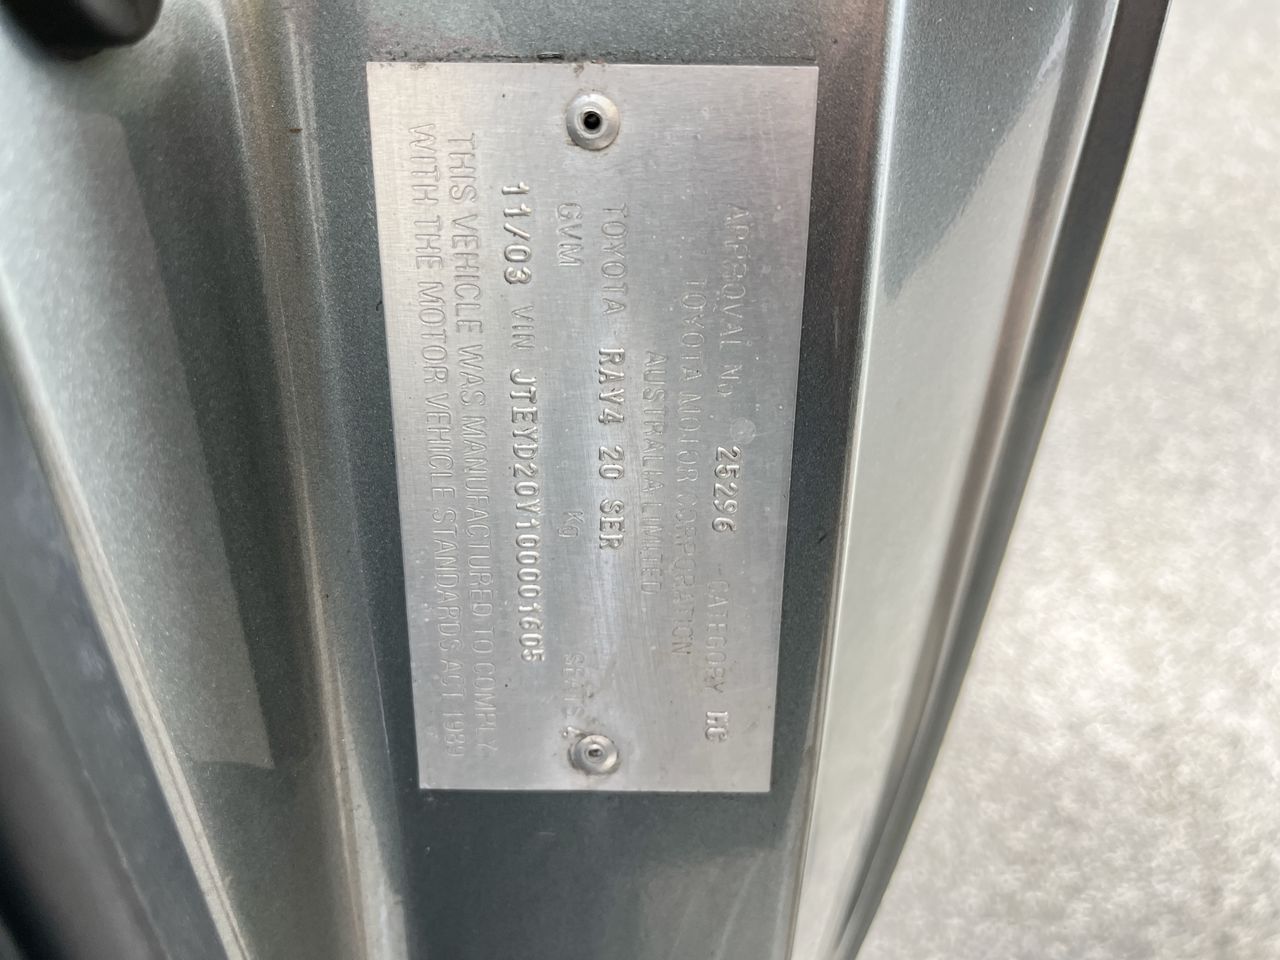 APPROVAL No. 25296 CATEGORY MC
TOYOTA MOTOR CORPORATION
AUSTRALIA LIMITED
TOYOTA RAV4 20 SER
GVM Kg SEATS
11/03 VIN JTEYD20V100001605
THIS VEHICLE WAS MANUFACTURED TO COMPLY
WITH THE MOTOR VEHICLE STANDARDS ACT 1989